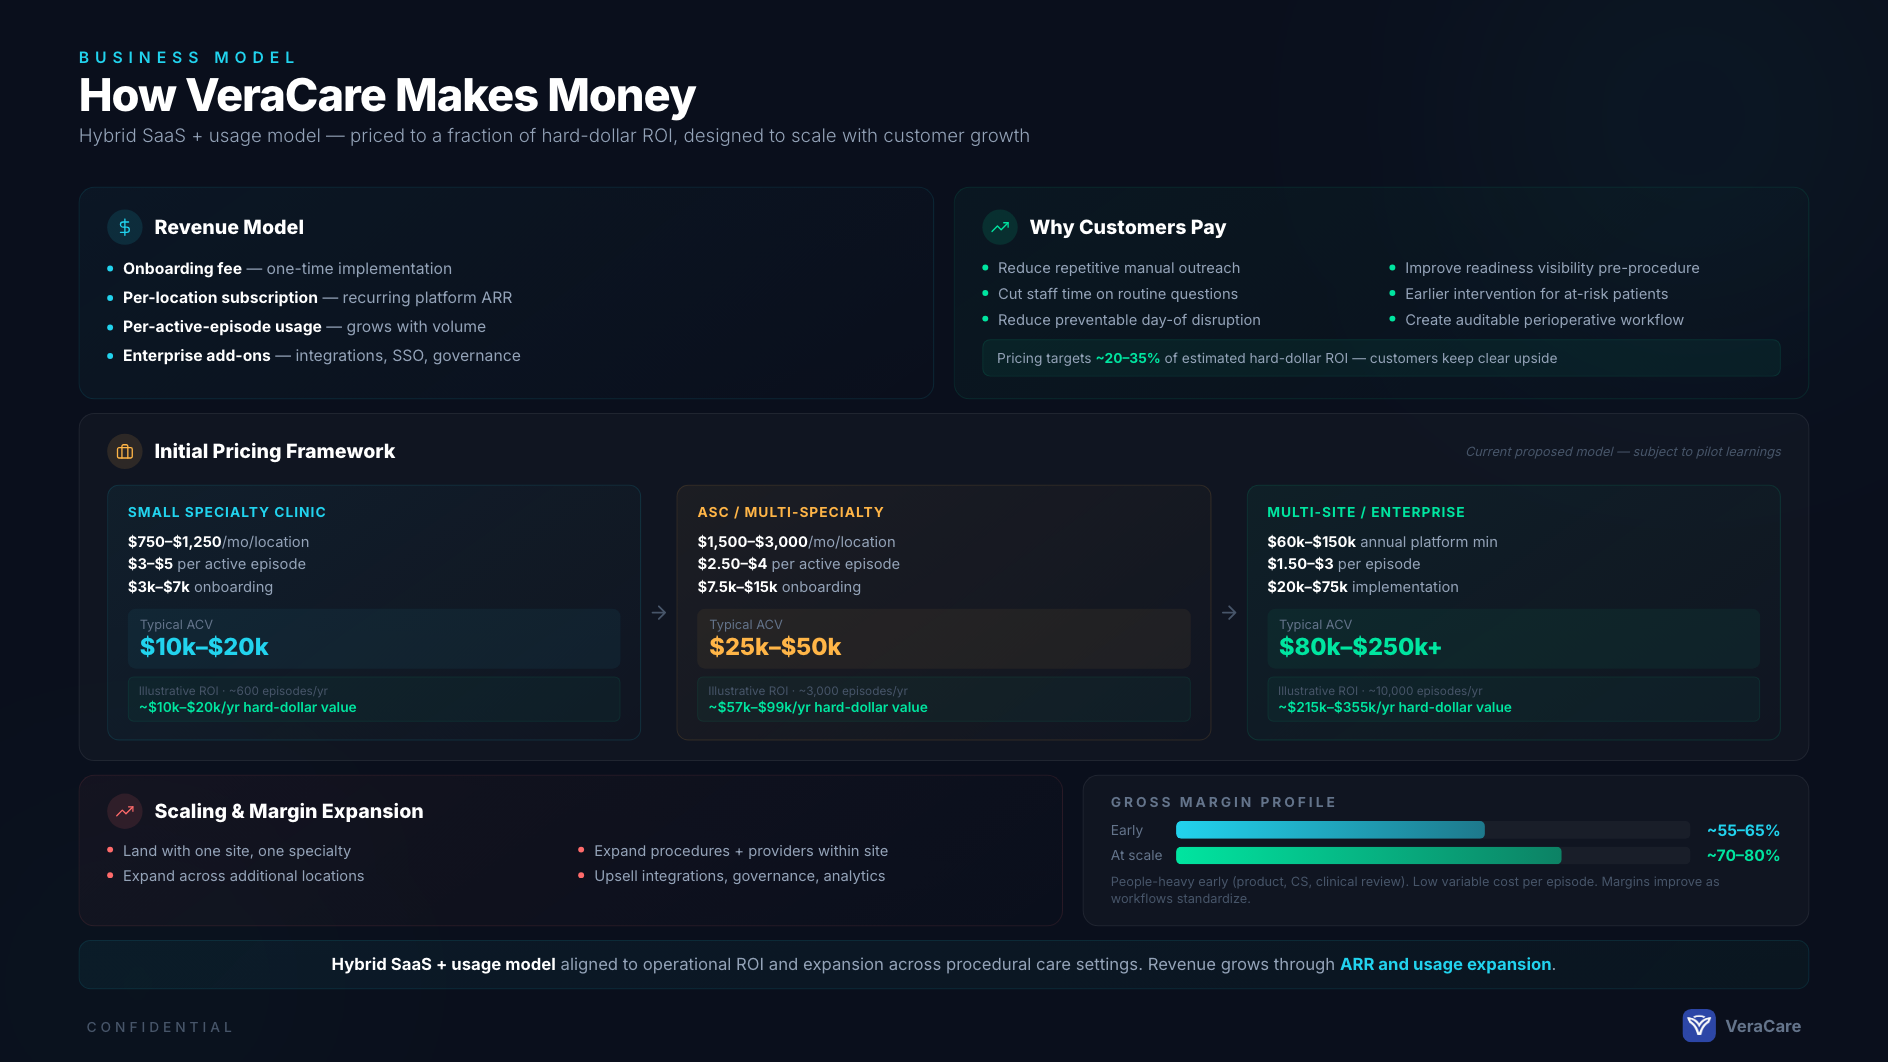 BUSINESS MODEL
How VeraCare Makes Money
Hybrid SaaS + usage model — priced to a fraction of hard-dollar ROI, designed to scale with customer growth
Revenue Model
Onboarding fee — one-time implementation
Per-location subscription — recurring platform ARR
Per-active-episode usage — grows with volume
Enterprise add-ons — integrations, SSO, governance
Why Customers Pay
Reduce repetitive manual outreach
Cut staff time on routine questions
Reduce preventable day-of disruption
Improve readiness visibility pre-procedure
Earlier intervention for at-risk patients
Create auditable perioperative workflow
Pricing targets ~20–35% of estimated hard-dollar ROI — customers keep clear upside
Initial Pricing Framework
Current proposed model — subject to pilot learnings
SMALL SPECIALTY CLINIC
$750–$1,250/mo/location
$3–$5 per active episode
$3k–$7k onboarding
Typical ACV
$10k–$20k
Illustrative ROI · ~600 episodes/yr
~$10k–$20k/yr hard-dollar value
→
ASC / MULTI-SPECIALTY
$1,500–$3,000/mo/location
$2.50–$4 per active episode
$7.5k–$15k onboarding
Typical ACV
$25k–$50k
Illustrative ROI · ~3,000 episodes/yr
~$57k–$99k/yr hard-dollar value
→
MULTI-SITE / ENTERPRISE
$60k–$150k annual platform min
$1.50–$3 per episode
$20k–$75k implementation
Typical ACV
$80k–$250k+
Illustrative ROI · ~10,000 episodes/yr
~$215k–$355k/yr hard-dollar value
Scaling & Margin Expansion
Land with one site, one specialty
Expand across additional locations
Expand procedures + providers within site
Upsell integrations, governance, analytics
GROSS MARGIN PROFILE
Early ~55–65%
At scale ~70–80%
People-heavy early (product, CS, clinical review). Low variable cost per episode. Margins improve as
workflows standardize.
Hybrid SaaS + usage model aligned to operational ROI and expansion across procedural care settings. Revenue grows through ARR and usage expansion.
CONFIDENTIAL
VeraCare